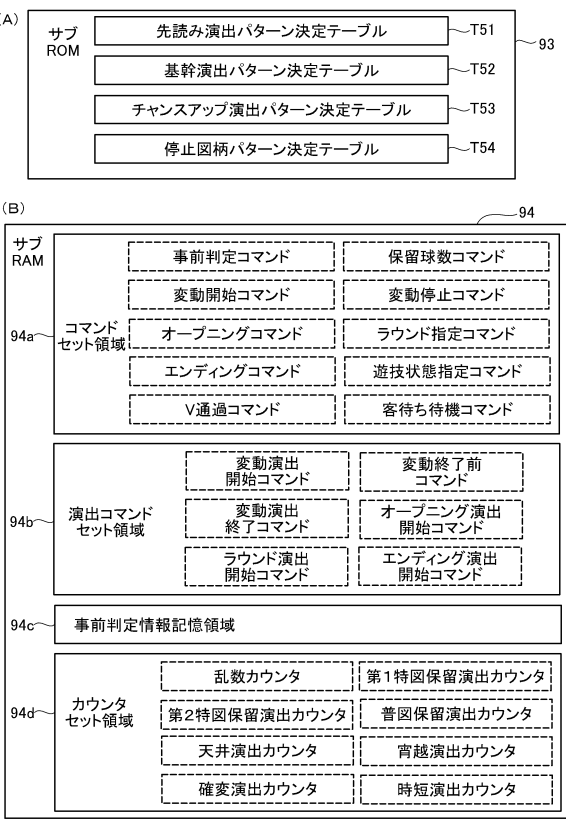 (A)
サブ
ROM
先読み演出パターン決定テーブル
T51
基幹演出パターン決定テーブル
T52
チャンスアップ演出パターン決定テーブル
T53
停止図柄パターン決定テーブル
T54
93
(B)
94
サブ
RAM
94a
コマンド
セット領域
事前判定コマンド
保留球数コマンド
変動開始コマンド
変動停止コマンド
オープニングコマンド
ラウンド指定コマンド
エンディングコマンド
遊技状態指定コマンド
V通過コマンド
客待ち待機コマンド
94b
演出コマンド
セット領域
変動演出
開始コマンド
変動終了前
コマンド
変動演出
終了コマンド
オープニング演出
開始コマンド
ラウンド演出
開始コマンド
エンディング演出
開始コマンド
94c
事前判定情報記憶領域
94d
カウンタ
セット領域
乱数カウンタ
第1特図保留演出カウンタ
第2特図保留演出カウンタ
普図保留演出カウンタ
天井演出カウンタ
宵越演出カウンタ
確変演出カウンタ
時短演出カウンタ